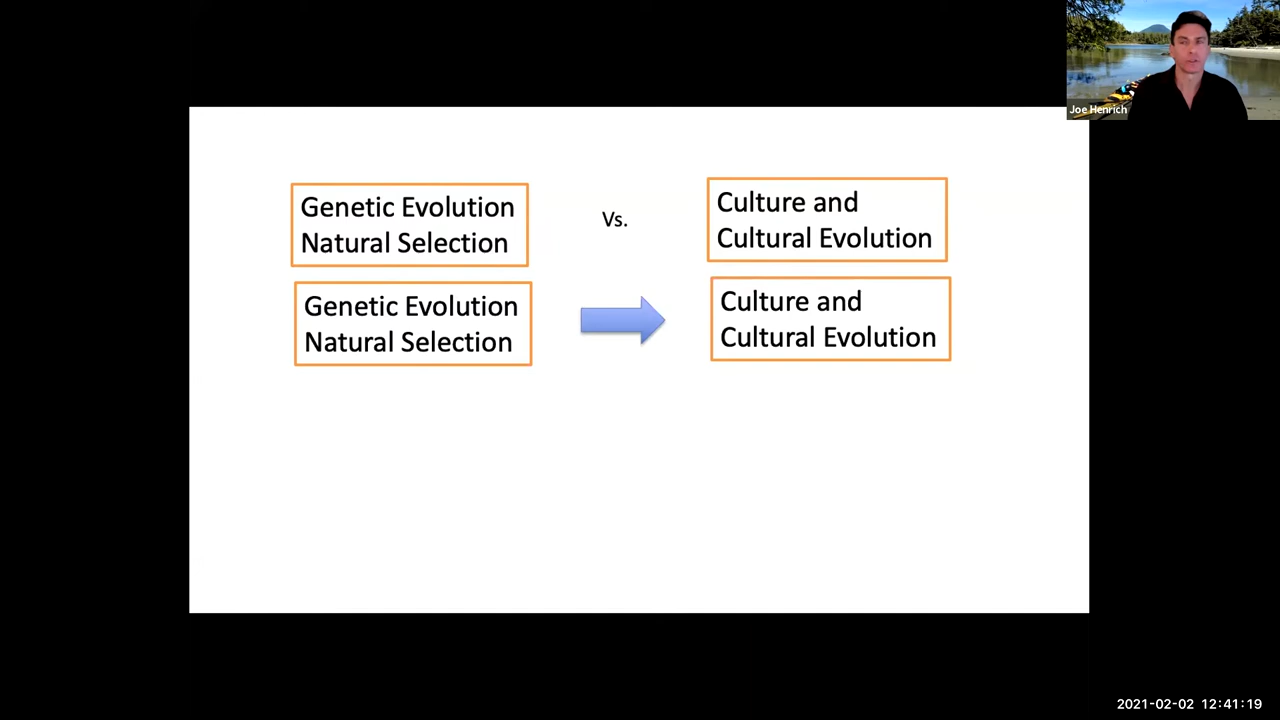 Joe Henrich
Genetic Evolution
Natural Selection
Vs.
Culture and
Cultural Evolution
Genetic Evolution
Natural Selection
Culture and
Cultural Evolution
2021-02-02 12:41:19